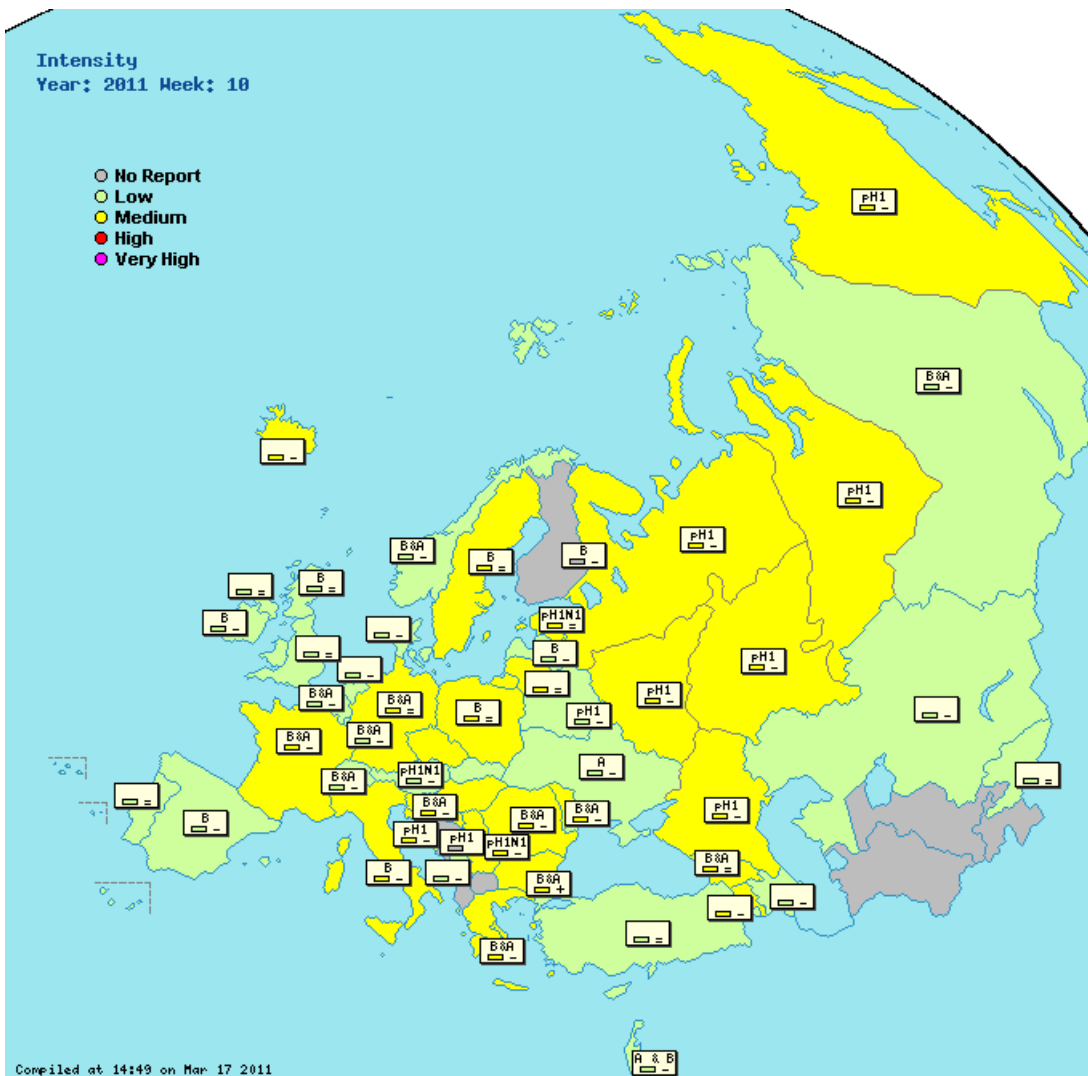 Intensity
Year: 2011 Week: 10
No Report
Low
Medium
High
Very High
pH1
–
B&A
–
pH1
–
–
pH1
–
B&A
–
B
=
B
–
=
B
=
B
–
pH1N1
=
–
=
B
–
–
=
pH1
–
B&A
–
B&A
=
B
=
pH1
–
–
pH1
–
B&A
–
B&A
–
A
–
B&A
–
pH1N1
–
=
=
B
–
B&A
–
B&A
–
B&A
–
pH1
–
pH1
–
pH1
–
pH1N1
–
B
–
–
B&A
=
B&A
+
–
–
=
B&A
–
A & B
–
Compiled at 14:49 on Mar 17 2011